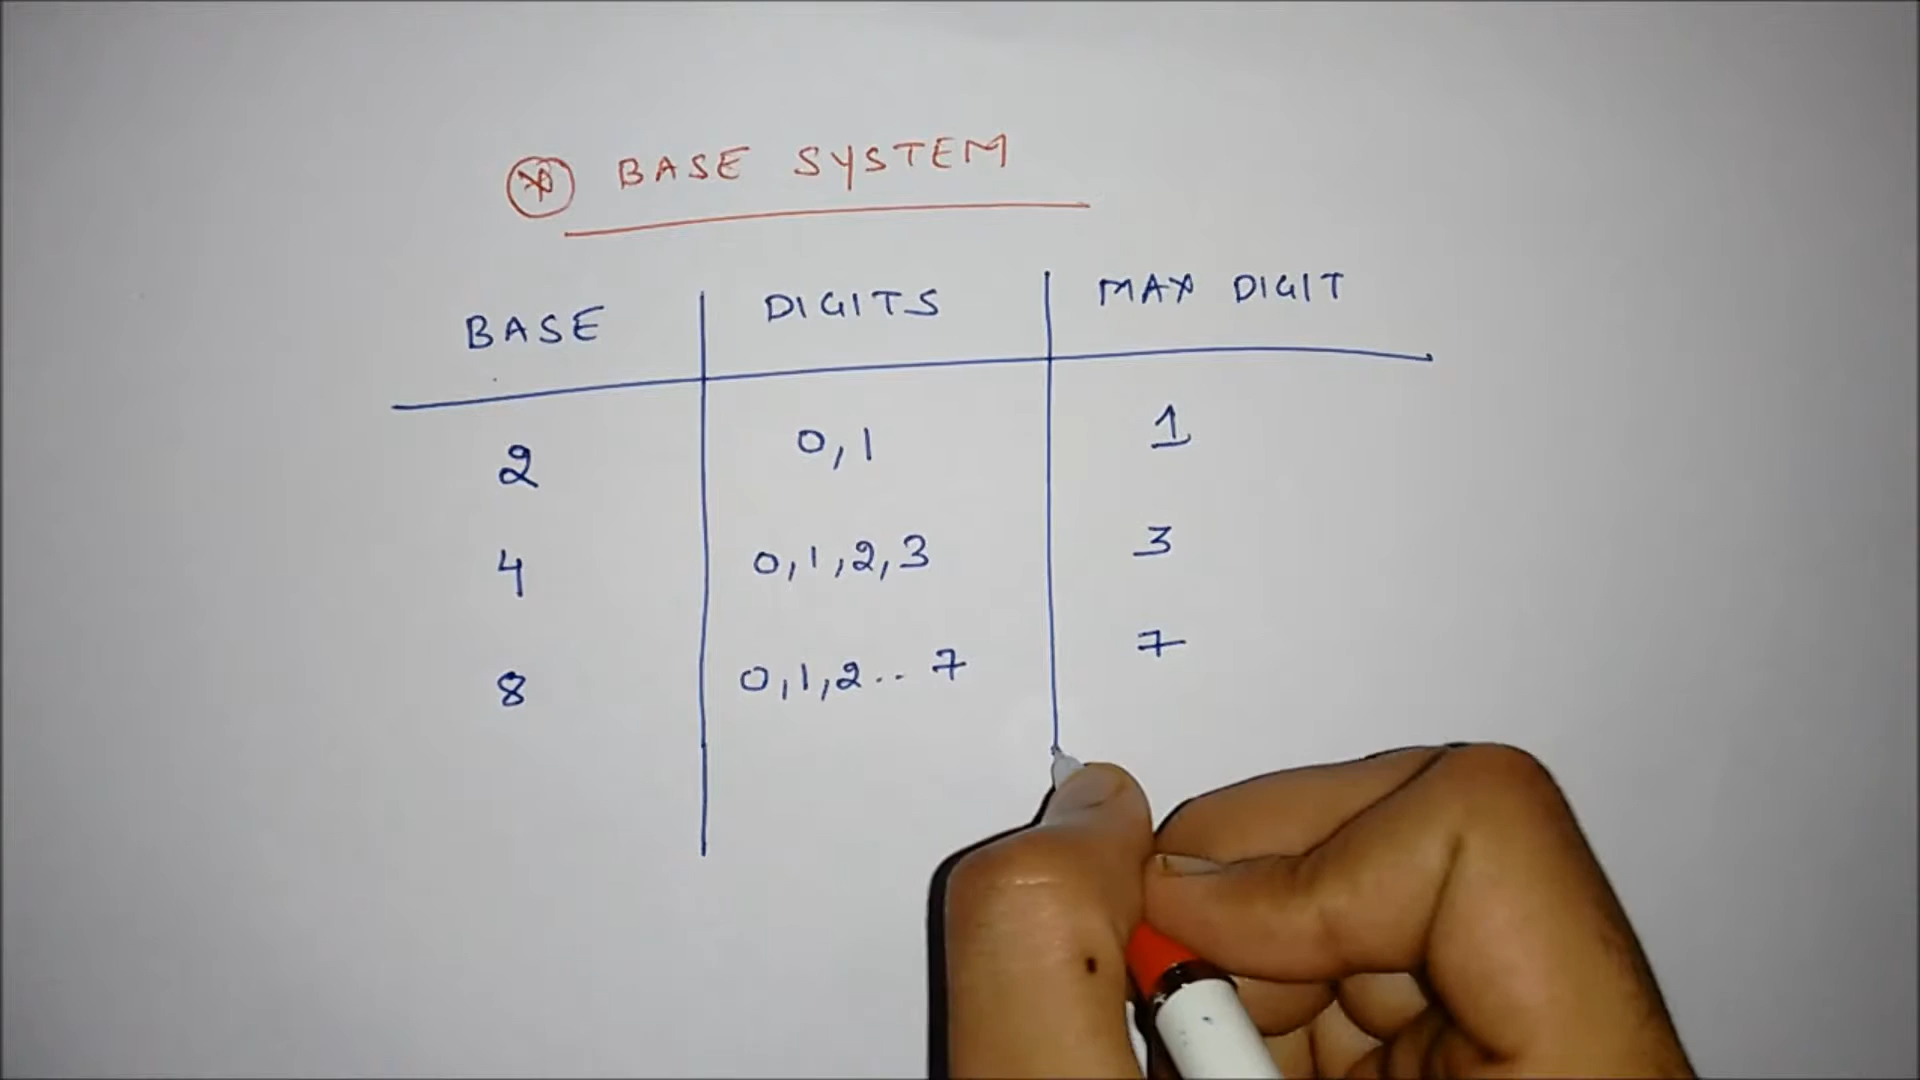 BASE SYSTEM
BASE DIGITS MAX DIGIT
2 0,1 1
4 0,1,2,3 3
8 0,1,2.. 7 7